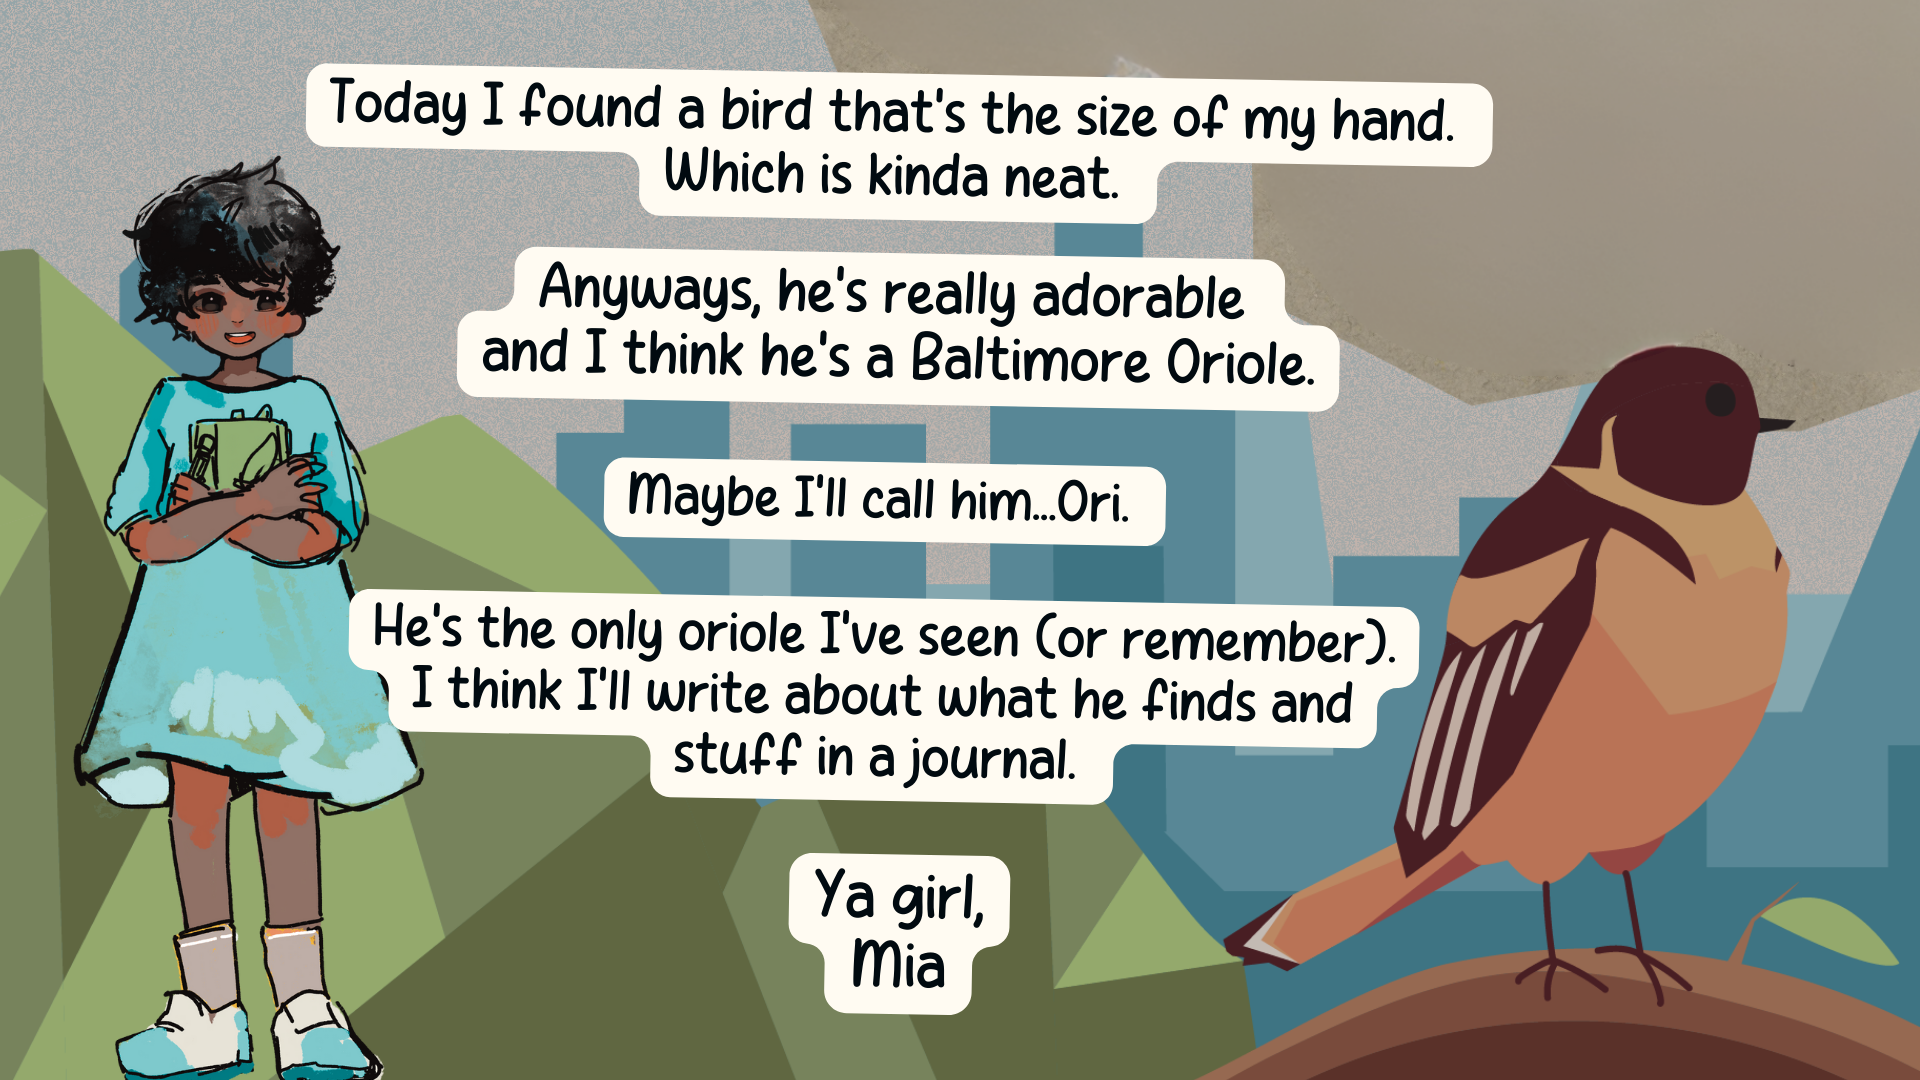 Today I found a bird that's the size of my hand.
Which is kinda neat.
Anyways, he's really adorable
and I think he's a Baltimore Oriole.
Maybe I'll call him...Ori.
He's the only oriole I've seen (or remember).
I think I'll write about what he finds and
stuff in a journal.
Ya girl,
Mia